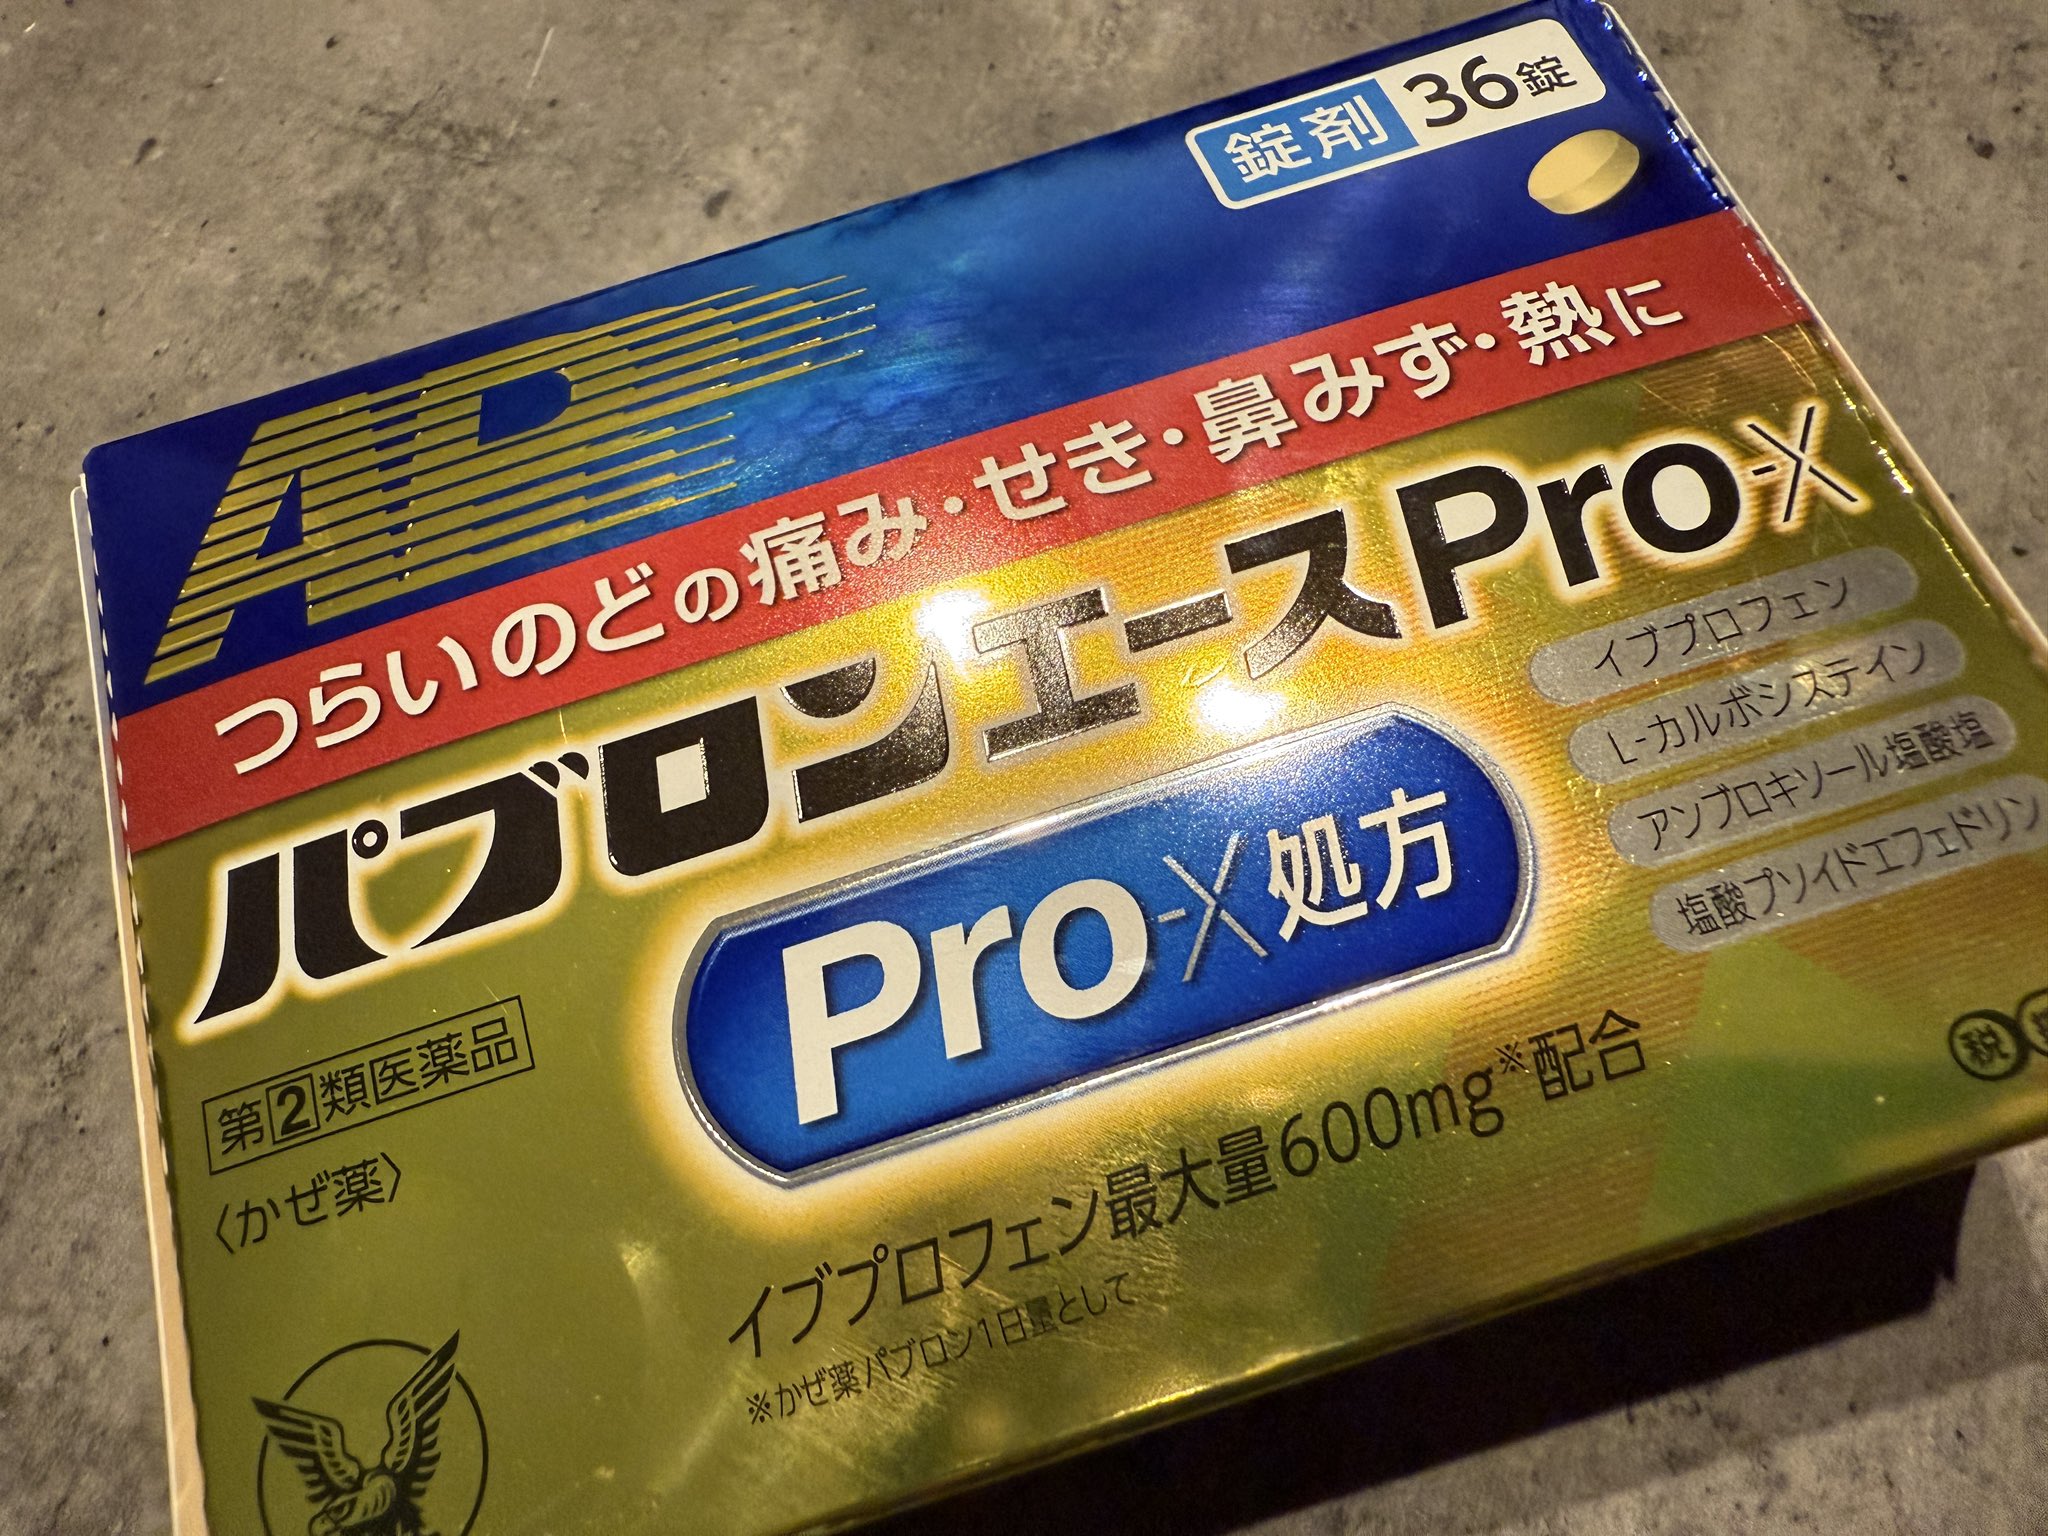 錠剤 36錠
AP
つらいのどの痛み・せき・鼻みず・熱に
パブロンエースPro-X
イブプロフェン
L-カルボシステイン
アンブロキソール塩酸塩
塩酸プソイドエフェドリン
Pro-X処方
第②類医薬品
〈かぜ薬〉
税
イブプロフェン最大量600mg※配合
※かぜ薬パブロン1日量として